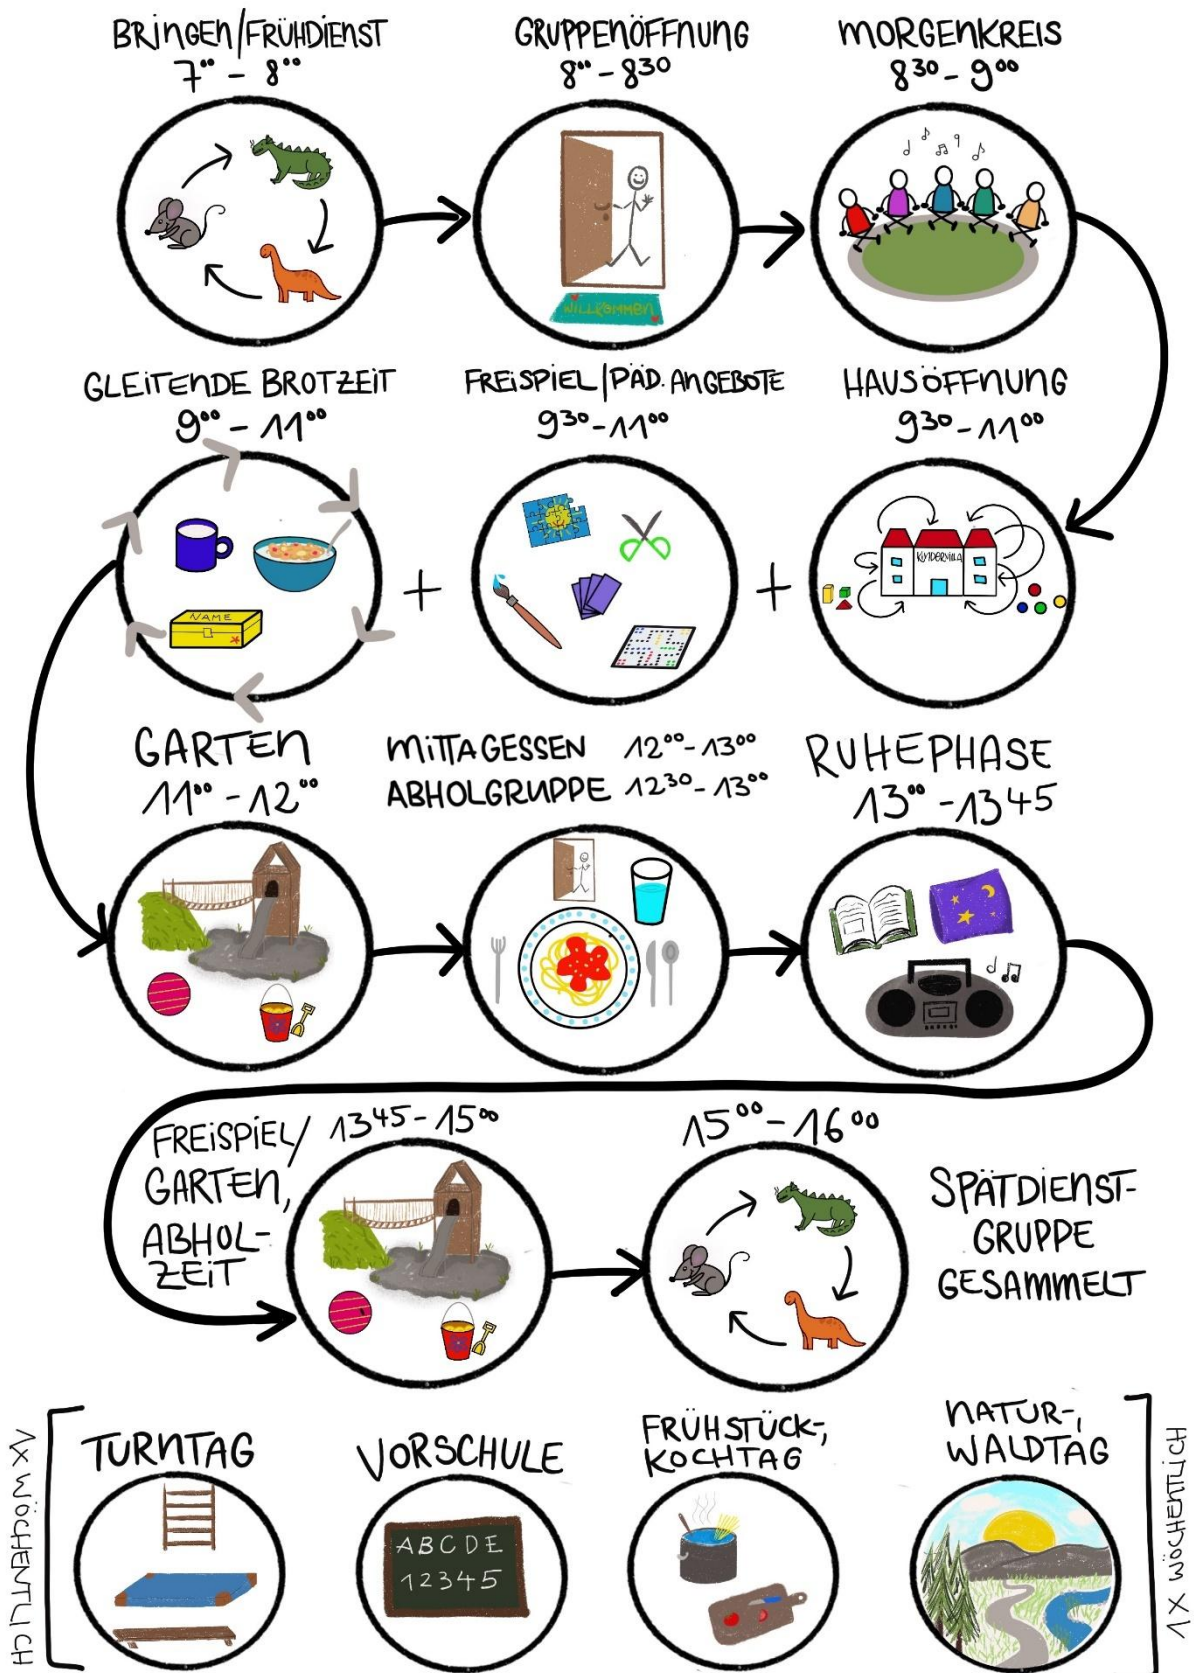 BRINGEN/FRÜHDIENST
7⁰⁰ - 8⁰⁰
GRUPPENÖFFNUNG
8⁰⁰ - 8³⁰
MORGENKREIS
8³⁰ - 9⁰⁰
WILLKOMMEN
GLEITENDE BROTZEIT
9⁰⁰ - 11⁰⁰
FREISPIEL/PÄD. ANGEBOTE
9³⁰ - 11⁰⁰
HAUSÖFFNUNG
9³⁰ - 11⁰⁰
NAME
+
+
KINDERVILLA
GARTEN
11⁰⁰ - 12⁰⁰
MITTAGESSEN 12⁰⁰ - 13⁰⁰
ABHOLGRUPPE 12³⁰ - 13⁰⁰
RUHEPHASE
13⁰⁰ - 13⁴⁵
FREISPIEL/
GARTEN,
ABHOL-
ZEIT
13⁴⁵ - 15⁰⁰
15⁰⁰ - 16⁰⁰
SPÄTDIENST-
GRUPPE
GESAMMELT
1X WÖCHENTLICH
TURNTAG
VORSCHULE
ABCDE
12345
FRÜHSTÜCK-,
KOCHTAG
NATUR-,
WALDTAG
1X WÖCHENTLICH